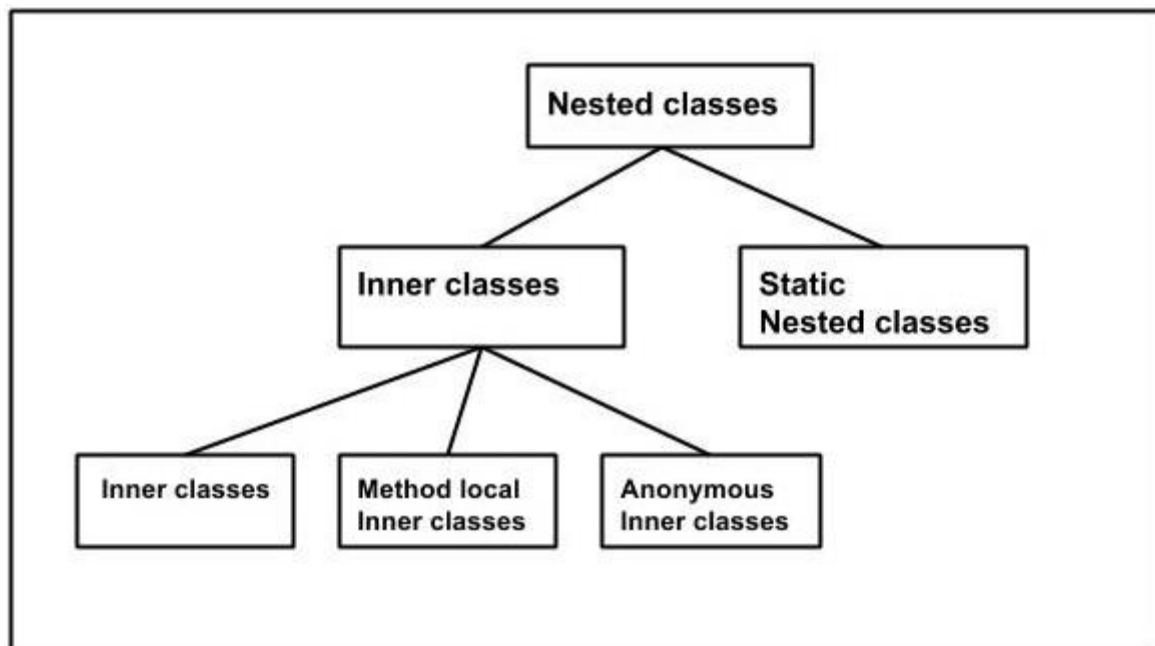 Nested classes
Inner classes
Static
Nested classes
Inner classes
Method local
Inner classes
Anonymous
Inner classes